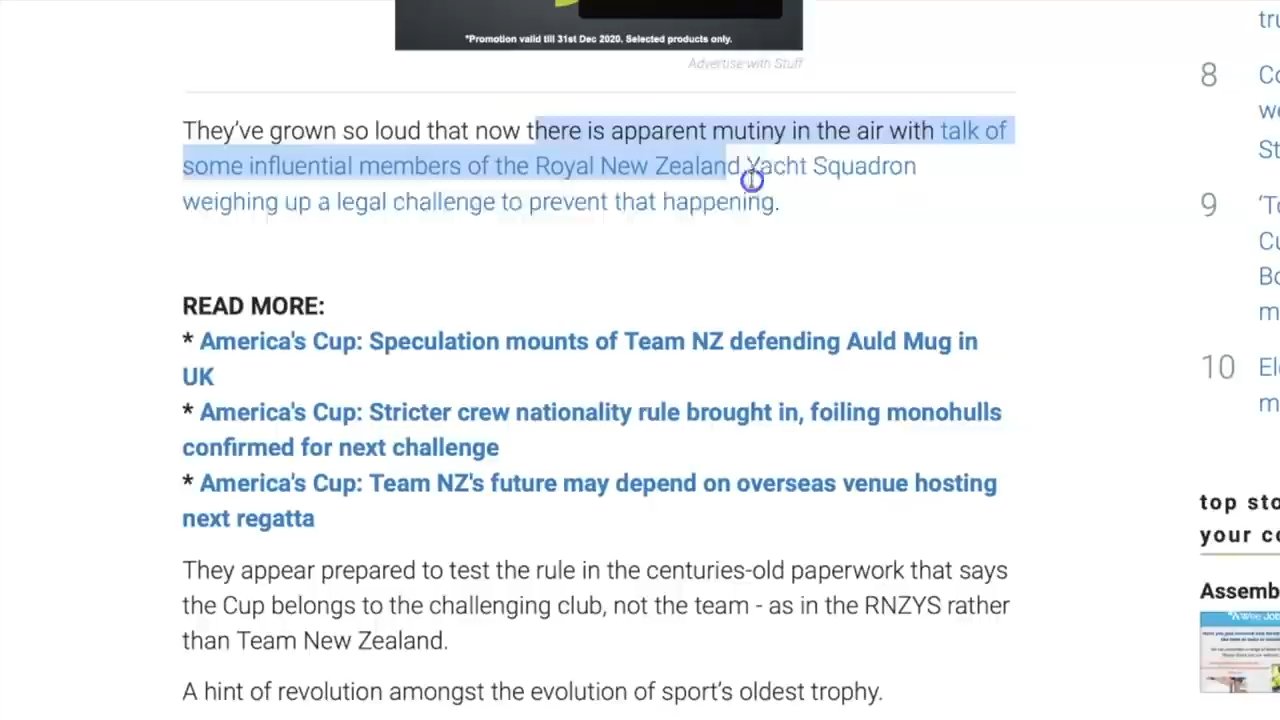 *Promotion valid till 31st Dec 2020. Selected products only.
Advertise with Stuff
They've grown so loud that now there is apparent mutiny in the air with talk of
some influential members of the Royal New Zealand Yacht Squadron
weighing up a legal challenge to prevent that happening.
READ MORE:
* America's Cup: Speculation mounts of Team NZ defending Auld Mug in
UK
* America's Cup: Stricter crew nationality rule brought in, foiling monohulls
confirmed for next challenge
* America's Cup: Team NZ's future may depend on overseas venue hosting
next regatta
They appear prepared to test the rule in the centuries-old paperwork that says
the Cup belongs to the challenging club, not the team - as in the RNZYS rather
than Team New Zealand.
A hint of revolution amongst the evolution of sport's oldest trophy.
8
9
10
top
your